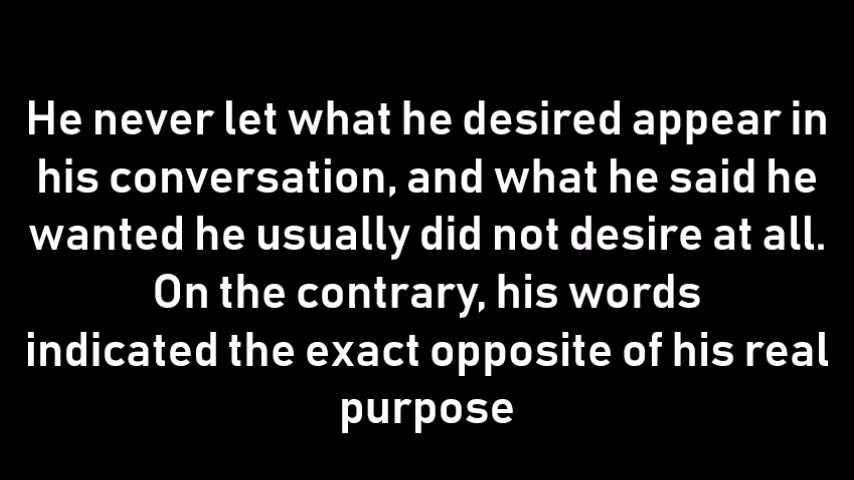 He never let what he desired appear in
his conversation, and what he said he
wanted he usually did not desire at all.
On the contrary, his words
indicated the exact opposite of his real
purpose